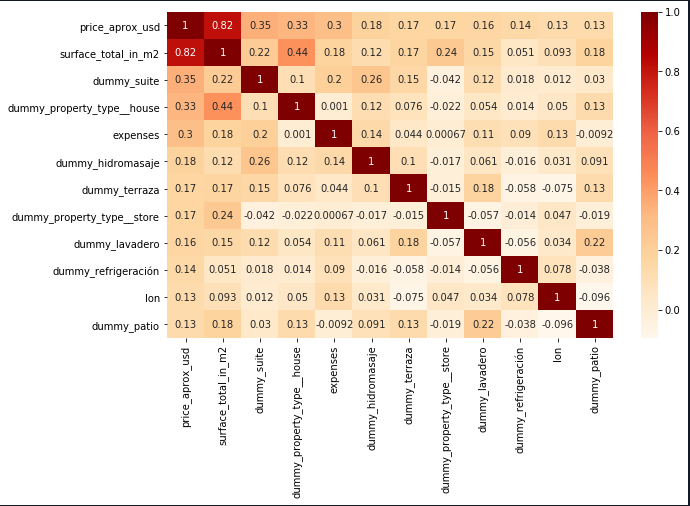 price_aprox_usd 1 0.82 0.35 0.33 0.3 0.18 0.17 0.17 0.16 0.14 0.13 0.13
surface_total_in_m2 0.82 1 0.22 0.44 0.18 0.12 0.17 0.24 0.15 0.051 0.093 0.18
dummy_suite 0.35 0.22 1 0.1 0.2 0.26 0.15 -0.042 0.12 0.018 0.012 0.03
dummy_property_type__house 0.33 0.44 0.1 1 0.001 0.12 0.076 -0.022 0.054 0.014 0.05 0.13
expenses 0.3 0.18 0.2 0.001 1 0.14 0.044 0.00067 0.11 0.09 0.13 -0.0092
dummy_hidromasaje 0.18 0.12 0.26 0.12 0.14 1 0.1 -0.017 0.061 -0.016 0.031 0.091
dummy_terraza 0.17 0.17 0.15 0.076 0.044 0.1 1 -0.015 0.18 -0.058 -0.075 0.13
dummy_property_type__store 0.17 0.24 -0.042 -0.022 0.00067 -0.017 -0.015 1 -0.057 -0.014 0.047 -0.019
dummy_lavadero 0.16 0.15 0.12 0.054 0.11 0.061 0.18 -0.057 1 -0.056 0.034 0.22
dummy_refrigeración 0.14 0.051 0.018 0.014 0.09 -0.016 -0.058 -0.014 -0.056 1 0.078 -0.038
lon 0.13 0.093 0.012 0.05 0.13 0.031 -0.075 0.047 0.034 0.078 1 -0.096
dummy_patio 0.13 0.18 0.03 0.13 -0.0092 0.091 0.13 -0.019 0.22 -0.038 -0.096 1
price_aprox_usd
surface_total_in_m2
dummy_suite
dummy_property_type__house
expenses
dummy_hidromasaje
dummy_terraza
dummy_property_type__store
dummy_lavadero
dummy_refrigeración
lon
dummy_patio
1.0
0.8
0.6
0.4
0.2
0.0